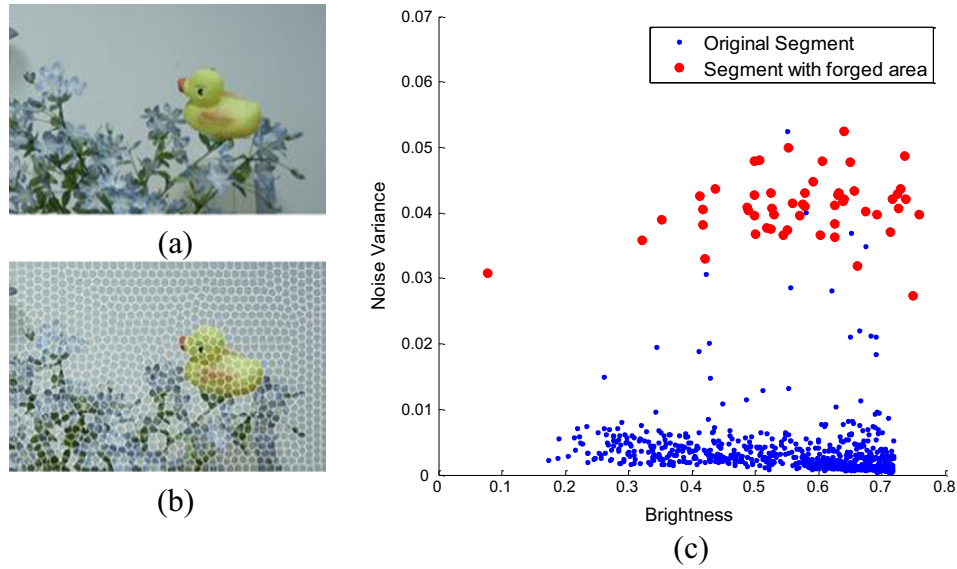 (a)
(b)
0.07
0.06
0.05
0.04
0.03
0.02
0.01
0
Noise Variance
Original Segment
Segment with forged area
0 0.1 0.2 0.3 0.4 0.5 0.6 0.7 0.8
Brightness
(c)